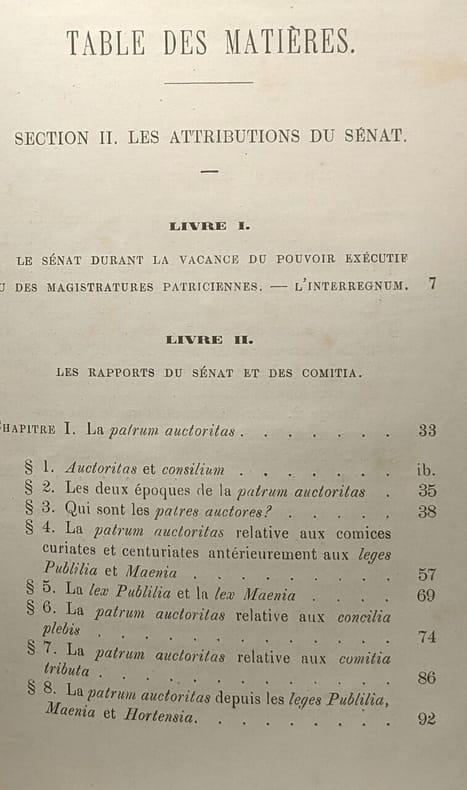 TABLE DES MATIÈRES.
SECTION II. LES ATTRIBUTIONS DU SÉNAT.
LIVRE I.
LE SÉNAT DURANT LA VACANCE DU POUVOIR EXÉCUTIF
U DES MAGISTRATURES PATRICIENNES. — L'INTERREGNUM. 7
LIVRE II.
LES RAPPORTS DU SÉNAT ET DES COMITIA.
CHAPITRE I. La patrum auctoritas . . . . . . . 33
§ 1. Auctoritas et consilium . . . . . . . ib.
§ 2. Les deux époques de la patrum auctoritas . 35
§ 3. Qui sont les patres auctores? . . . . . 38
§ 4. La patrum auctoritas relative aux comices
curiates et centuriates antérieurement aux leges
Publilia et Maenia . . . . . . . . 57
§ 5. La lex Publilia et la lex Maenia . . . . 69
§ 6. La patrum auctoritas relative aux concilia
plebis . . . . . . . . . . . . 74
§ 7. La patrum auctoritas relative aux comitia
tributa . . . . . . . . . . . . 86
§ 8. La patrum auctoritas depuis les leges Publilia,
Maenia et Hortensia. . . . . . . . 92